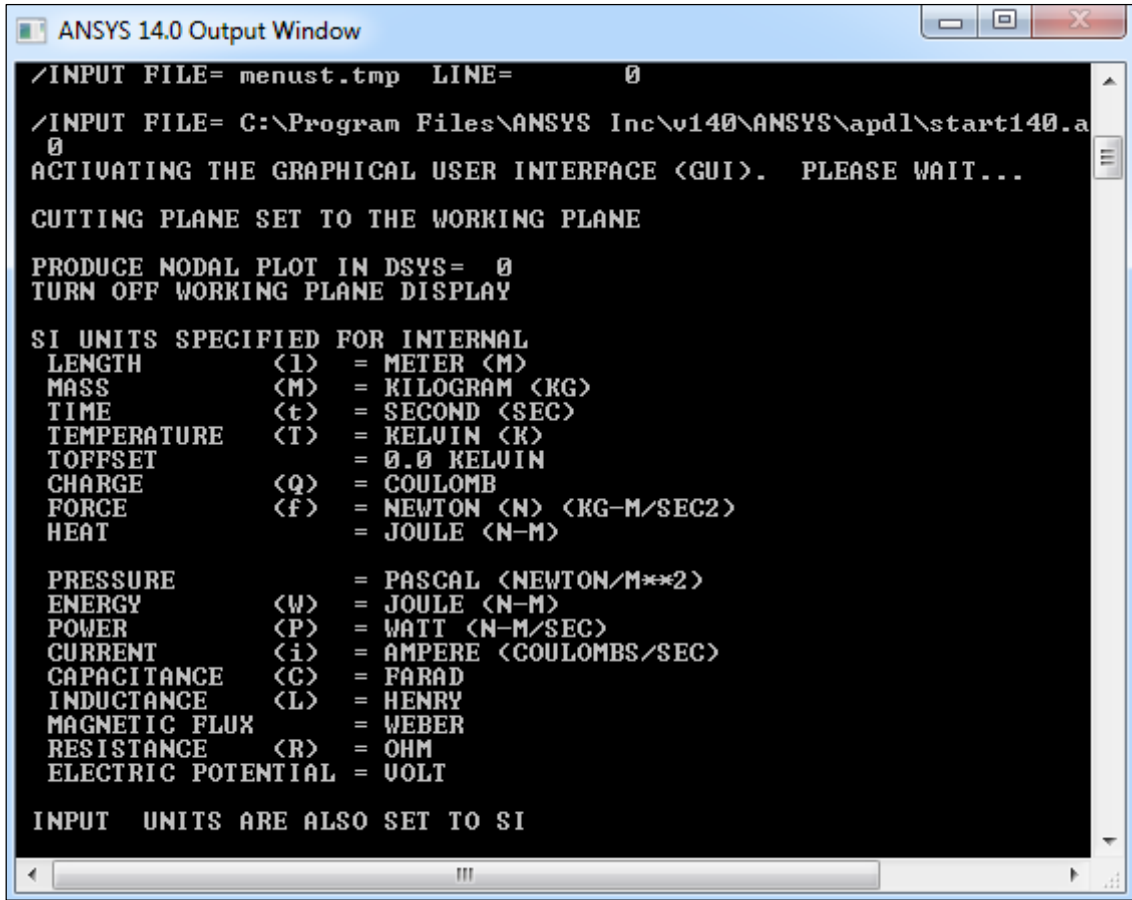 ANSYS 14.0 Output Window
/INPUT FILE= menust.tmp  LINE=       0
/INPUT FILE= C:\Program Files\ANSYS Inc\v140\ANSYS\apdl\start140.a
0
ACTIVATING THE GRAPHICAL USER INTERFACE (GUI).  PLEASE WAIT...
CUTTING PLANE SET TO THE WORKING PLANE
PRODUCE NODAL PLOT IN DSYS=  0
TURN OFF WORKING PLANE DISPLAY
SI UNITS SPECIFIED FOR INTERNAL
LENGTH        (l)  = METER (M)
MASS          (M)  = KILOGRAM (KG)
TIME          (t)  = SECOND (SEC)
TEMPERATURE   (T)  = KELVIN (K)
TOFFSET            = 0.0 KELVIN
CHARGE        (Q)  = COULOMB
FORCE         (f)  = NEWTON (N) (KG-M/SEC2)
HEAT               = JOULE (N-M)
PRESSURE           = PASCAL (NEWTON/M**2)
ENERGY        (W)  = JOULE (N-M)
POWER         (P)  = WATT (N-M/SEC)
CURRENT       (i)  = AMPERE (COULOMBS/SEC)
CAPACITANCE   (C)  = FARAD
INDUCTANCE    (L)  = HENRY
MAGNETIC FLUX      = WEBER
RESISTANCE    (R)  = OHM
ELECTRIC POTENTIAL = VOLT
INPUT  UNITS ARE ALSO SET TO SI